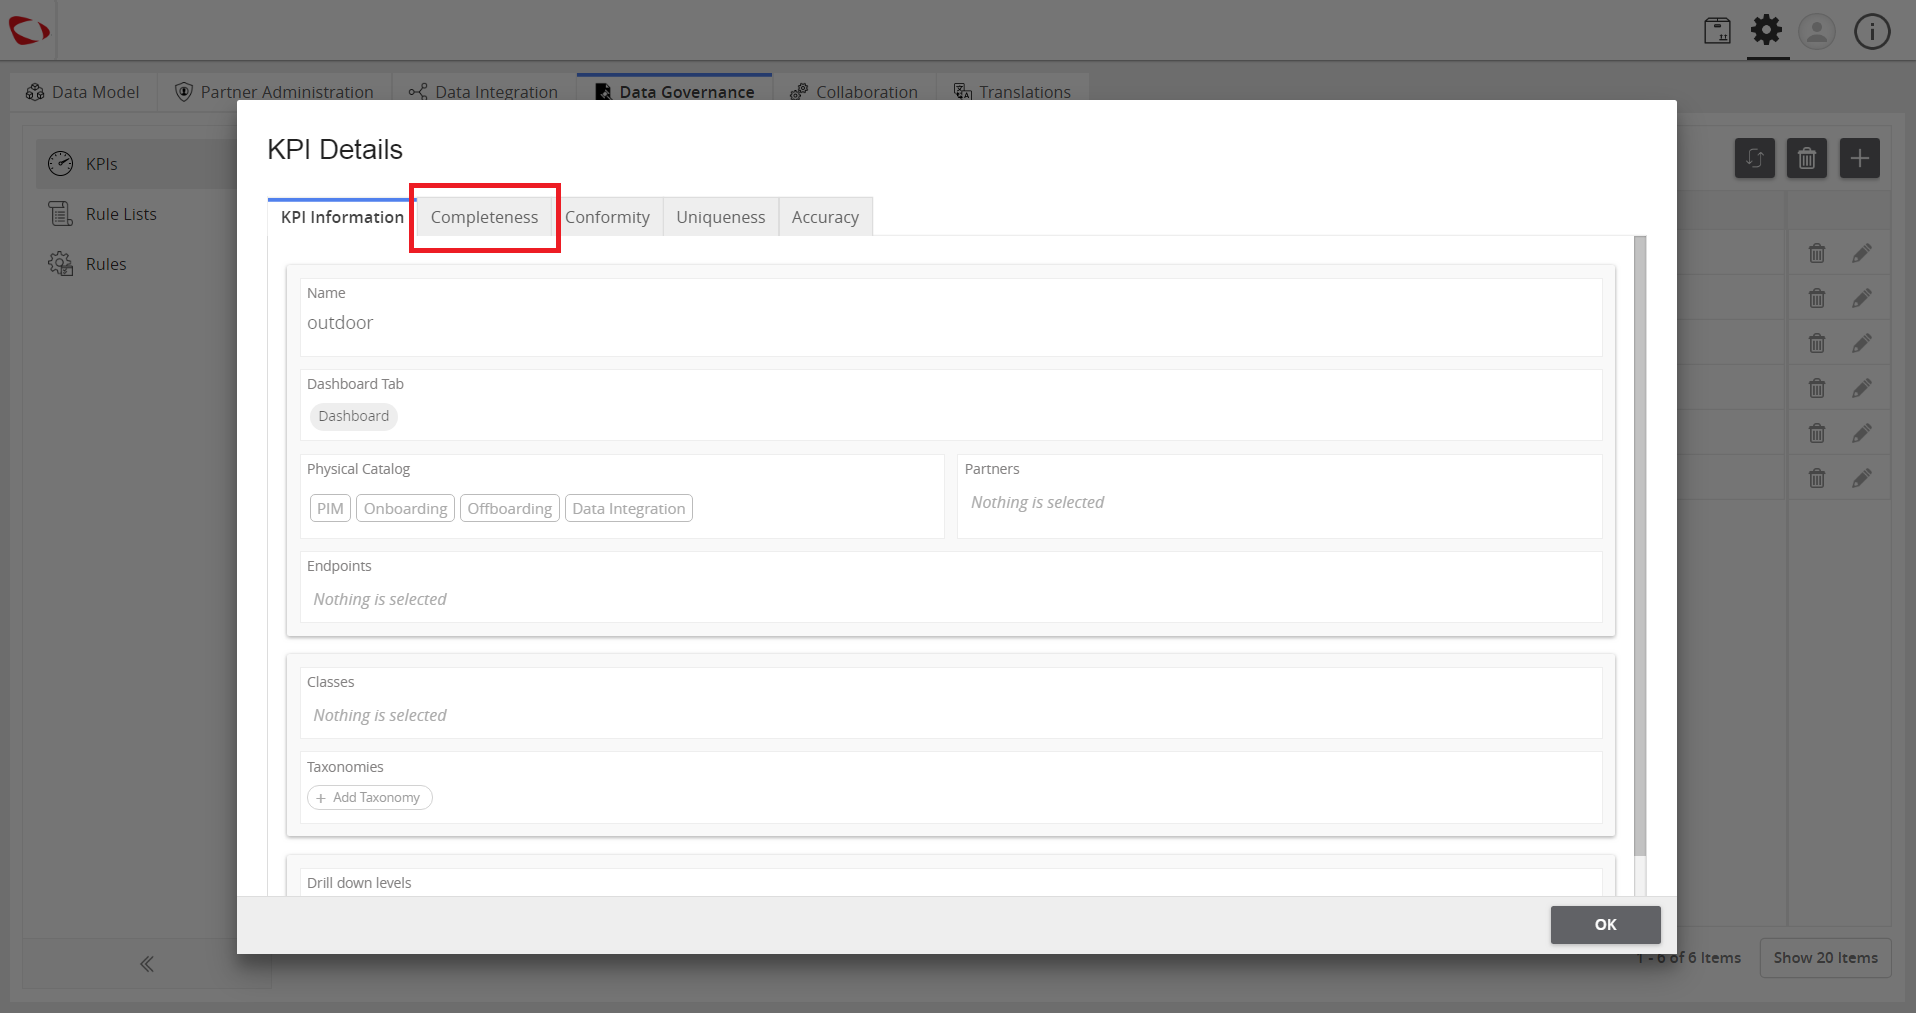 Data Model Partner Administration Data Integration Data Governance Collaboration Translations
KPIs
Rule Lists
Rules
KPI Details
KPI Information Completeness Conformity Uniqueness Accuracy
Name
outdoor
Dashboard Tab
Dashboard
Physical Catalog
PIM Onboarding Offboarding Data Integration
Partners
Nothing is selected
Endpoints
Nothing is selected
Classes
Nothing is selected
Taxonomies
+ Add Taxonomy
Drill down levels
OK
1 - 6 of 6 Items Show 20 Items